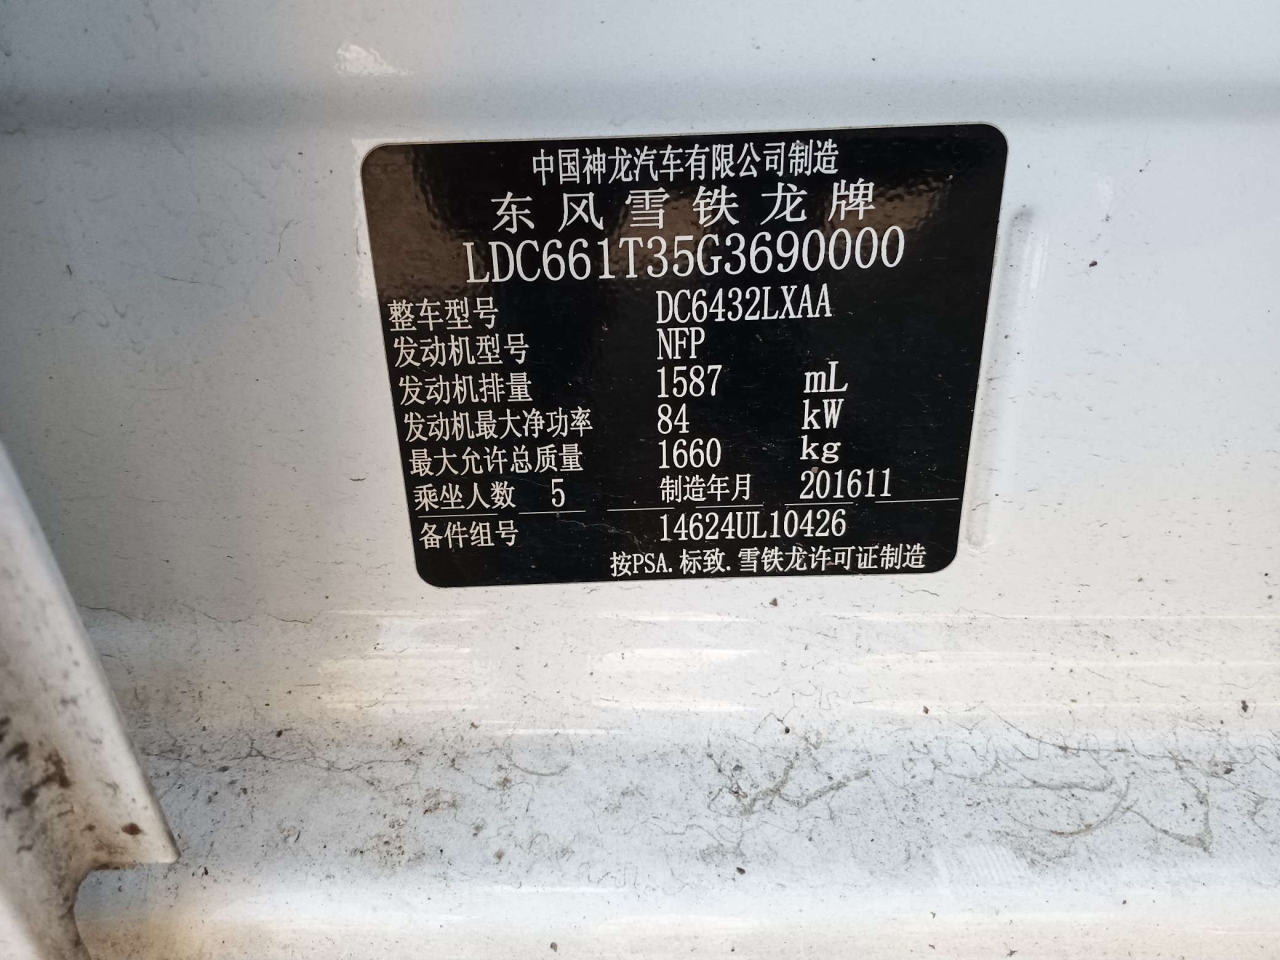 中国神龙汽车有限公司制造
东风雪铁龙牌
LDC661T35G3690000
整车型号 DC6432LXAA
发动机型号 NFP
发动机排量 1587 mL
发动机最大净功率 84 kW
最大允许总质量 1660 kg
乘坐人数 5 制造年月 201611
备件组号 14624UL10426
按PSA.标致.雪铁龙许可证制造